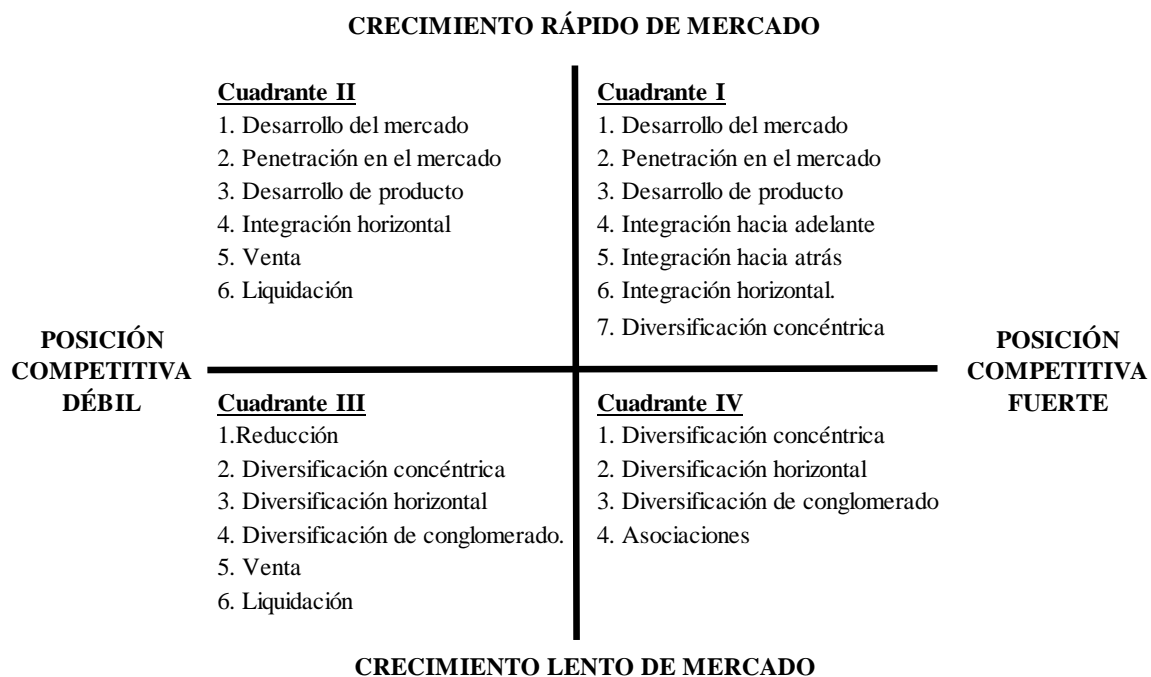 CRECIMIENTO RÁPIDO DE MERCADO
Cuadrante II
1. Desarrollo del mercado
2. Penetración en el mercado
3. Desarrollo de producto
4. Integración horizontal
5. Venta
6. Liquidación
Cuadrante I
1. Desarrollo del mercado
2. Penetración en el mercado
3. Desarrollo de producto
4. Integración hacia adelante
5. Integración hacia atrás
6. Integración horizontal.
7. Diversificación concéntrica
POSICIÓN
COMPETITIVA
DÉBIL
POSICIÓN
COMPETITIVA
FUERTE
Cuadrante III
1.Reducción
2. Diversificación concéntrica
3. Diversificación horizontal
4. Diversificación de conglomerado.
5. Venta
6. Liquidación
Cuadrante IV
1. Diversificación concéntrica
2. Diversificación horizontal
3. Diversificación de conglomerado
4. Asociaciones
CRECIMIENTO LENTO DE MERCADO